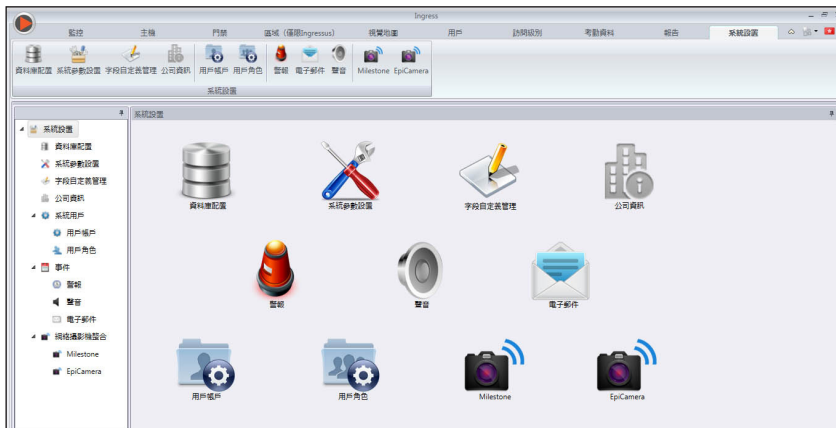 Ingress
監控 主機 門禁 區域（僅限Ingressus） 視覺地圖 用戶 訪問級別 考勤資料 報告 系統設置
資料庫配置 系統參數設置 字段自定義管理 公司資訊 用戶帳戶 用戶角色 警報 電子郵件 聲音 Milestone EpiCamera
系統設置
系統設置
系統設置
資料庫配置
系統參數設置
字段自定義管理
公司資訊
系統用戶
用戶帳戶
用戶角色
事件
警報
聲音
電子郵件
網絡攝影機整合
Milestone
EpiCamera
資料庫配置 系統參數設置 字段自定義管理 公司資訊
警報 聲音 電子郵件
用戶帳戶 用戶角色 Milestone EpiCamera